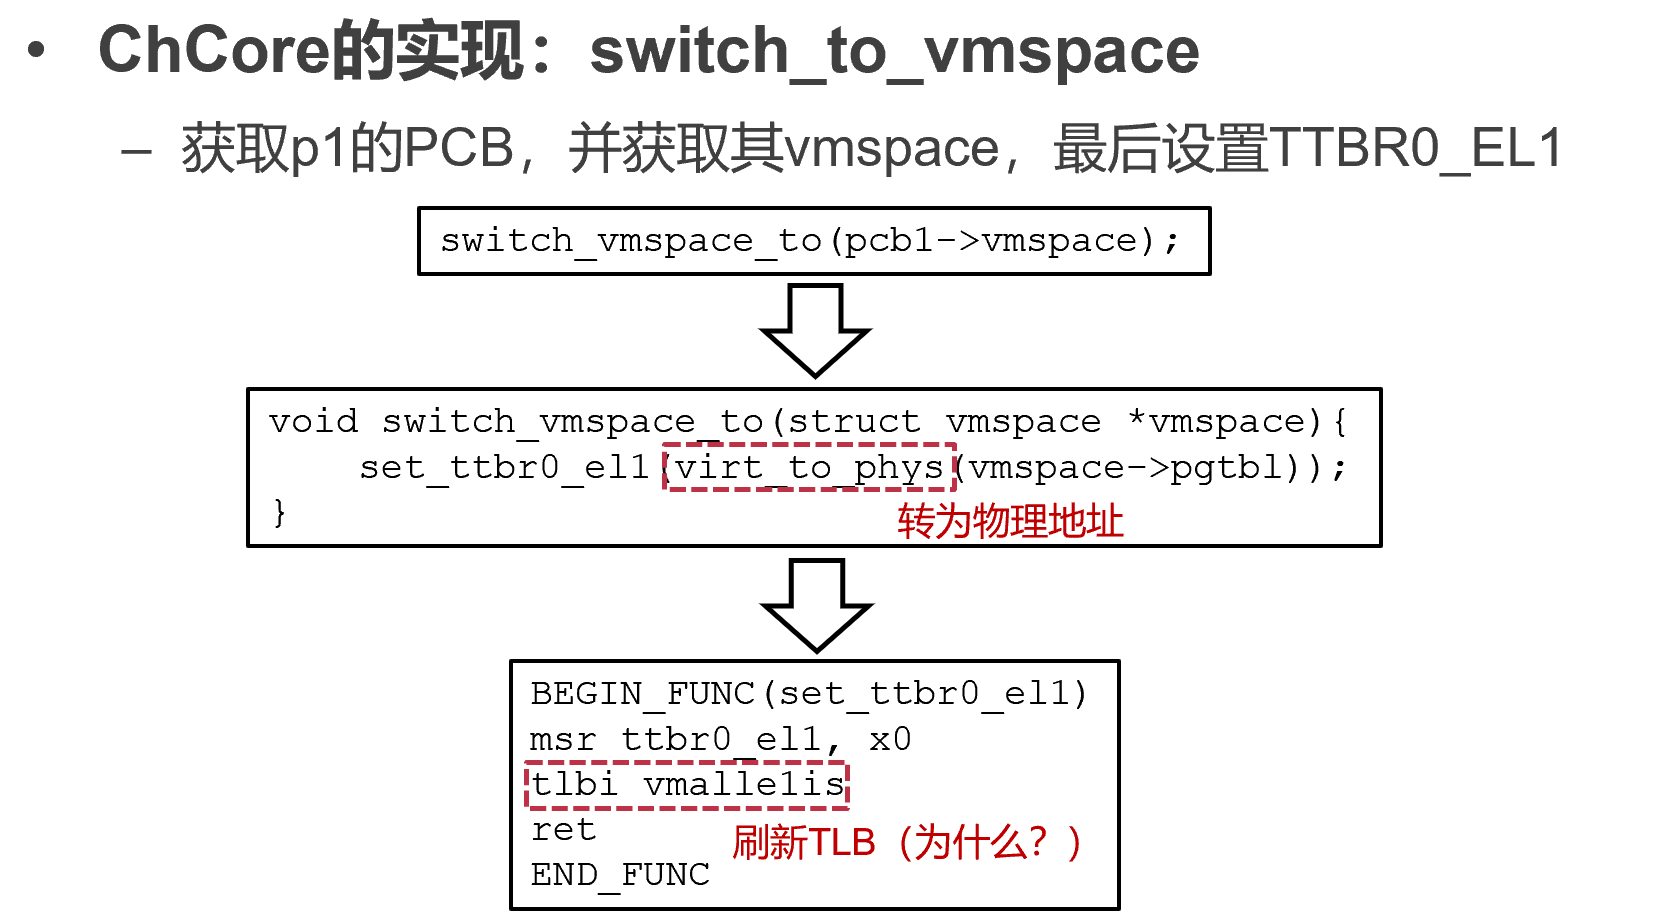 • ChCore的实现：switch_to_vmspace
– 获取p1的PCB，并获取其vmspace，最后设置TTBR0_EL1
switch_vmspace_to(pcb1->vmspace);
void switch_vmspace_to(struct vmspace *vmspace){
set_ttbr0_el1(virt_to_phys(vmspace->pgtbl));
}
转为物理地址
BEGIN_FUNC(set_ttbr0_el1)
msr ttbr0_el1, x0
tlbi vmalle1is
ret
刷新TLB（为什么？）
END_FUNC